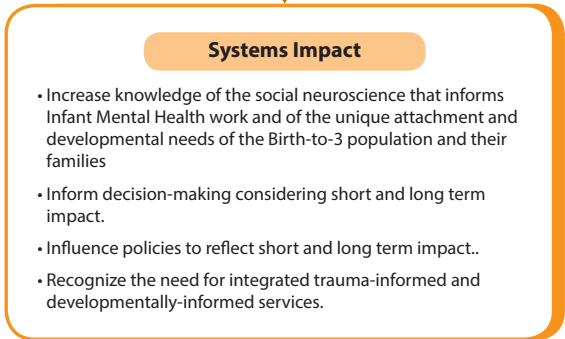 Systems Impact
• Increase knowledge of the social neuroscience that informs
Infant Mental Health work and of the unique attachment and
developmental needs of the Birth-to-3 population and their
families
• Inform decision-making considering short and long term
impact.
• Influence policies to reflect short and long term impact..
• Recognize the need for integrated trauma-informed and
developmentally-informed services.